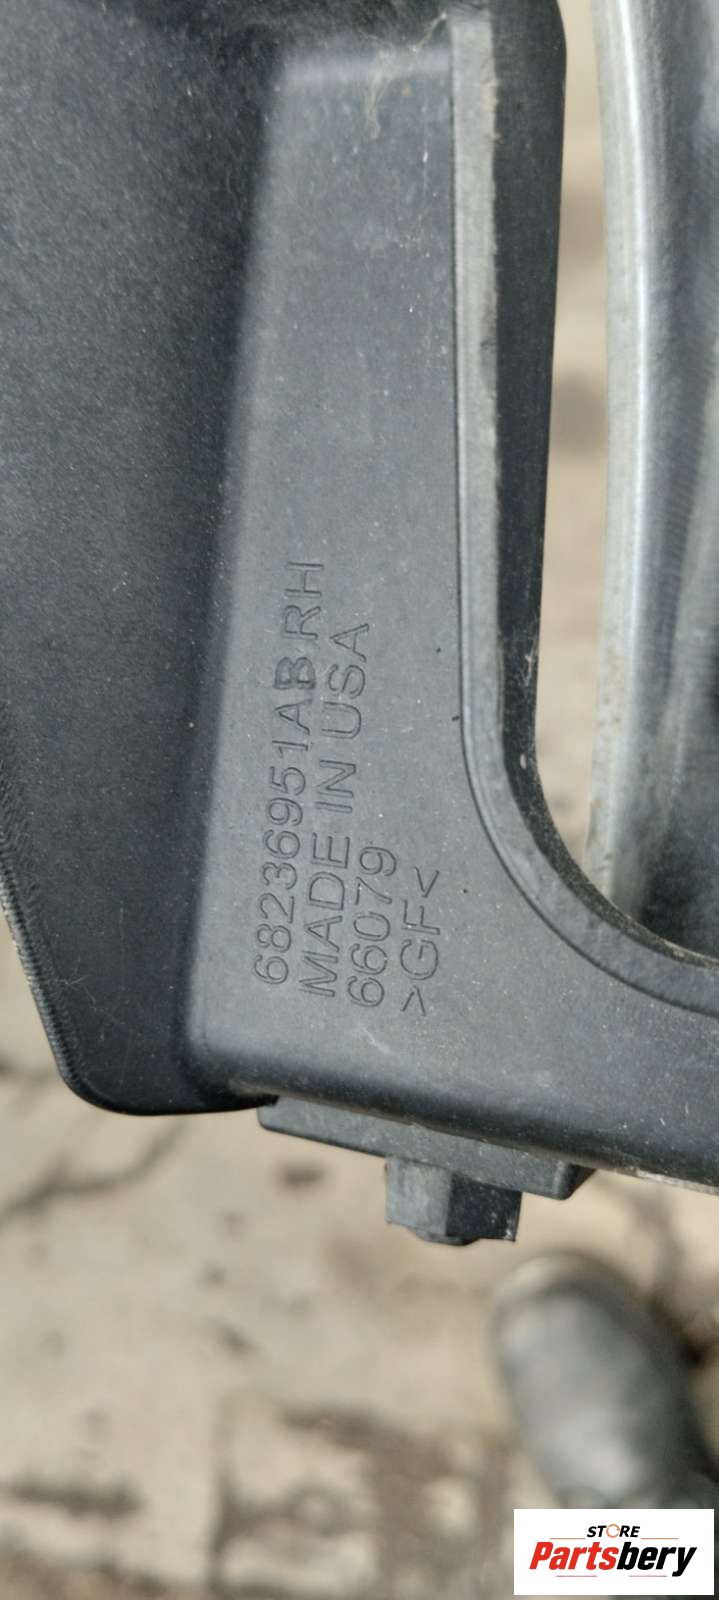 68236951AB RH
MADE IN USA
66079
>GF<
STORE
Partsbery